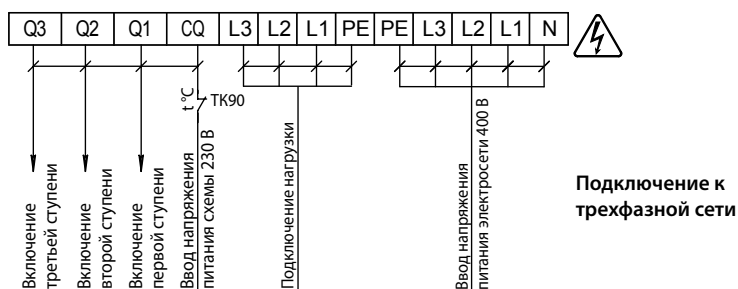 Q3 Q2 Q1 CQ L3 L2 L1 PE PE L3 L2 L1 N
t °C
TK90
Включение
третьей ступени
Включение
второй ступени
Включение
первой ступени
Ввод напряжения
питания схемы 230 В
Подключение нагрузки
Ввод напряжения
питания электросети 400 В
Подключение к
трехфазной сети